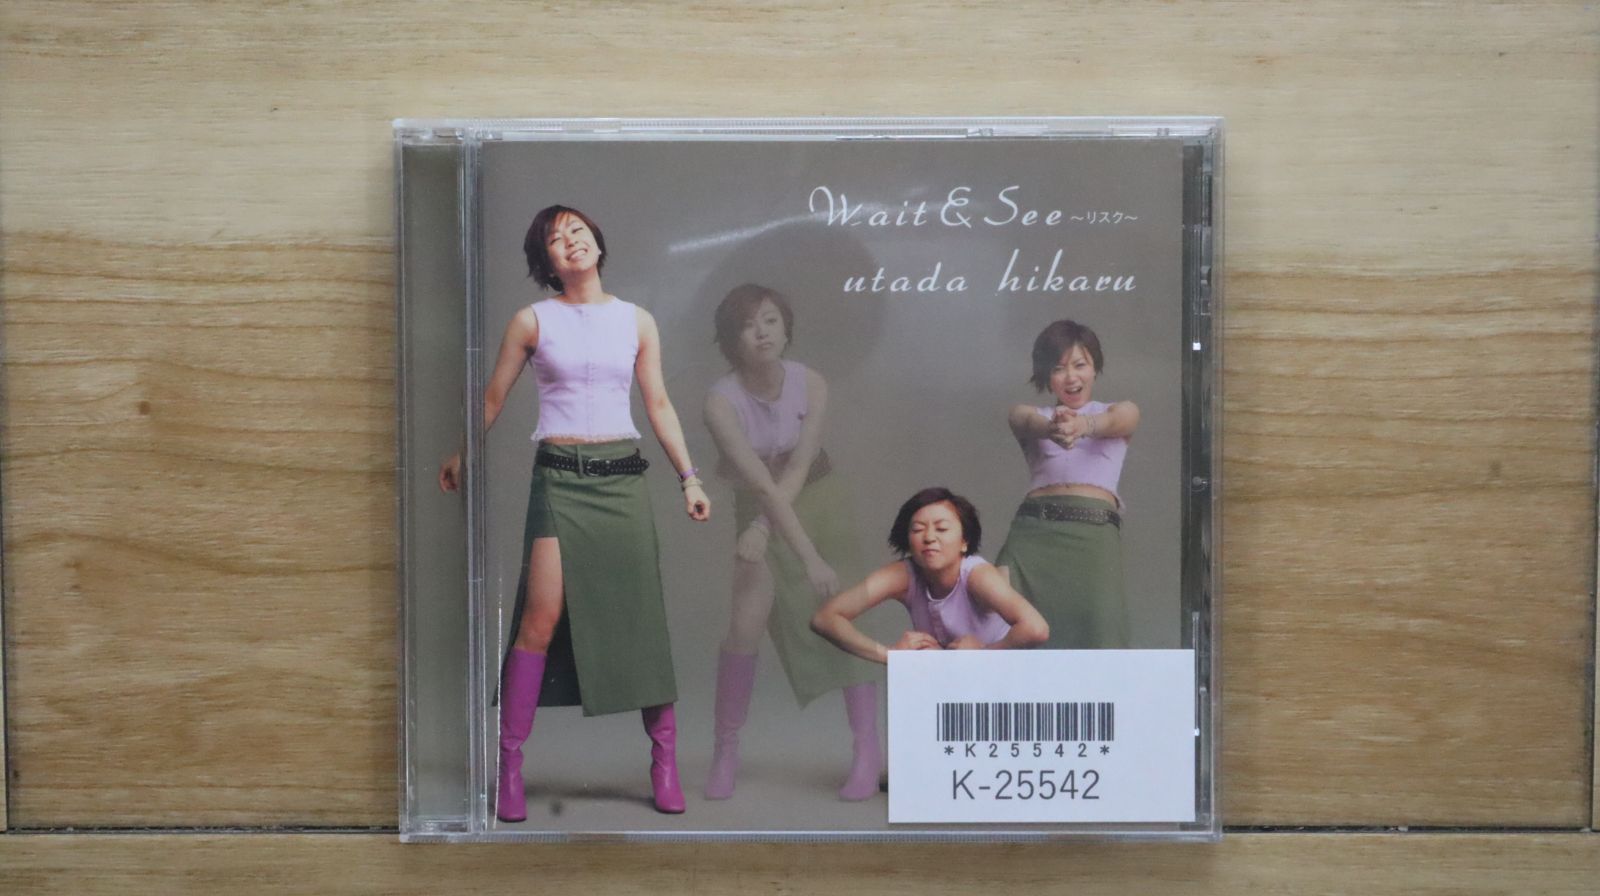 Wait & See ～リスク～
utada hikaru
*K25542*
K-25542